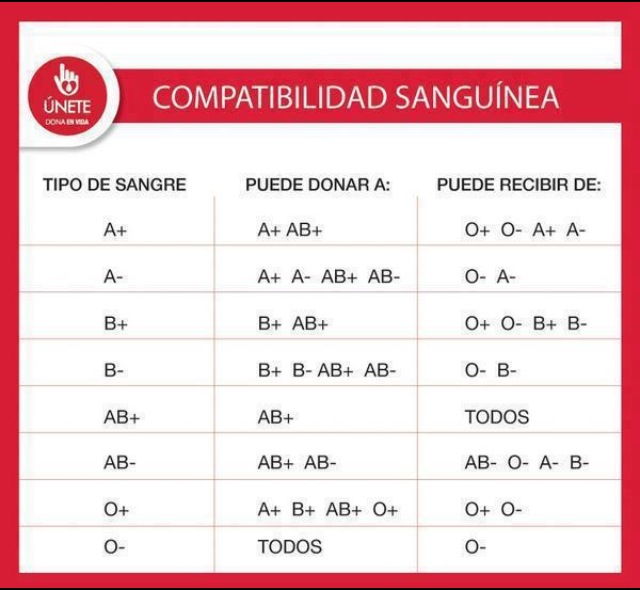 ÚNETE
DONA EN VIDA
COMPATIBILIDAD SANGUÍNEA
TIPO DE SANGRE PUEDE DONAR A: PUEDE RECIBIR DE:
A+ A+ AB+ O+ O- A+ A-
A- A+ A- AB+ AB- O- A-
B+ B+ AB+ O+ O- B+ B-
B- B+ B- AB+ AB- O- B-
AB+ AB+ TODOS
AB- AB+ AB- AB- O- A- B-
O+ A+ B+ AB+ O+ O+ O-
O- TODOS O-